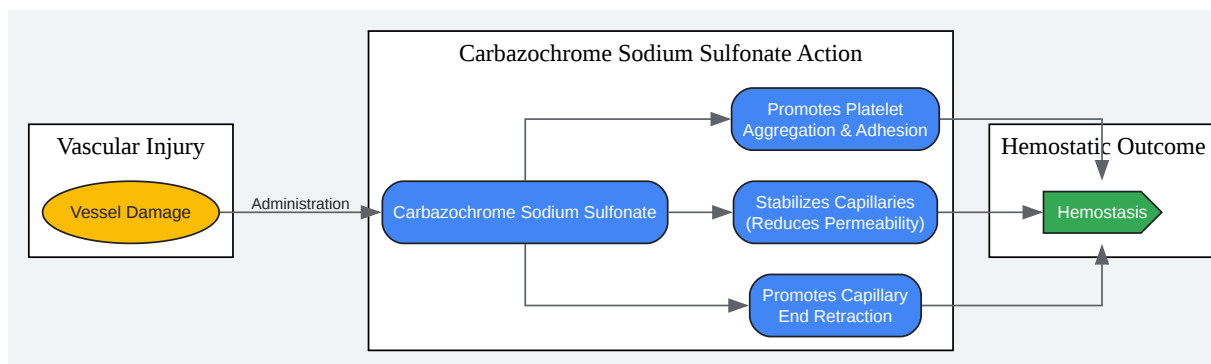 Carbazochrome Sodium Sulfonate Action
Promotes Platelet
Aggregation & Adhesion
Vascular Injury
Hemostatic Outcome
Vessel Damage
Administration
Carbazochrome Sodium Sulfonate
Stabilizes Capillaries
(Reduces Permeability)
Hemostasis
Promotes Capillary
End Retraction